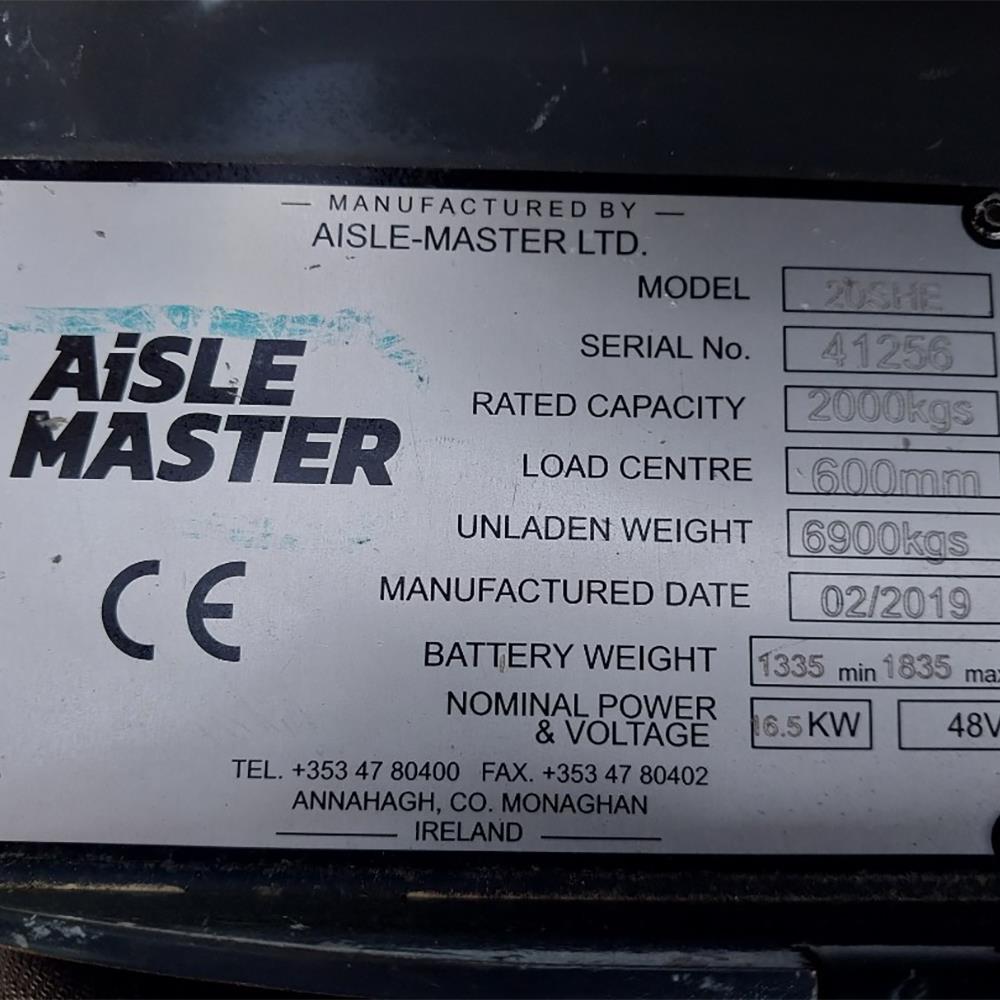 MANUFACTURED BY
AISLE-MASTER LTD.
AiSLE
MASTER
CE
MODEL 20SHE
SERIAL No. 41256
RATED CAPACITY 2000kgs
LOAD CENTRE 600mm
UNLADEN WEIGHT 6900kgs
MANUFACTURED DATE 02/2019
BATTERY WEIGHT 1335 min 1835 max
NOMINAL POWER
& VOLTAGE 16.5 KW 48V
TEL. +353 47 80400 FAX. +353 47 80402
ANNAHAGH, CO. MONAGHAN
IRELAND